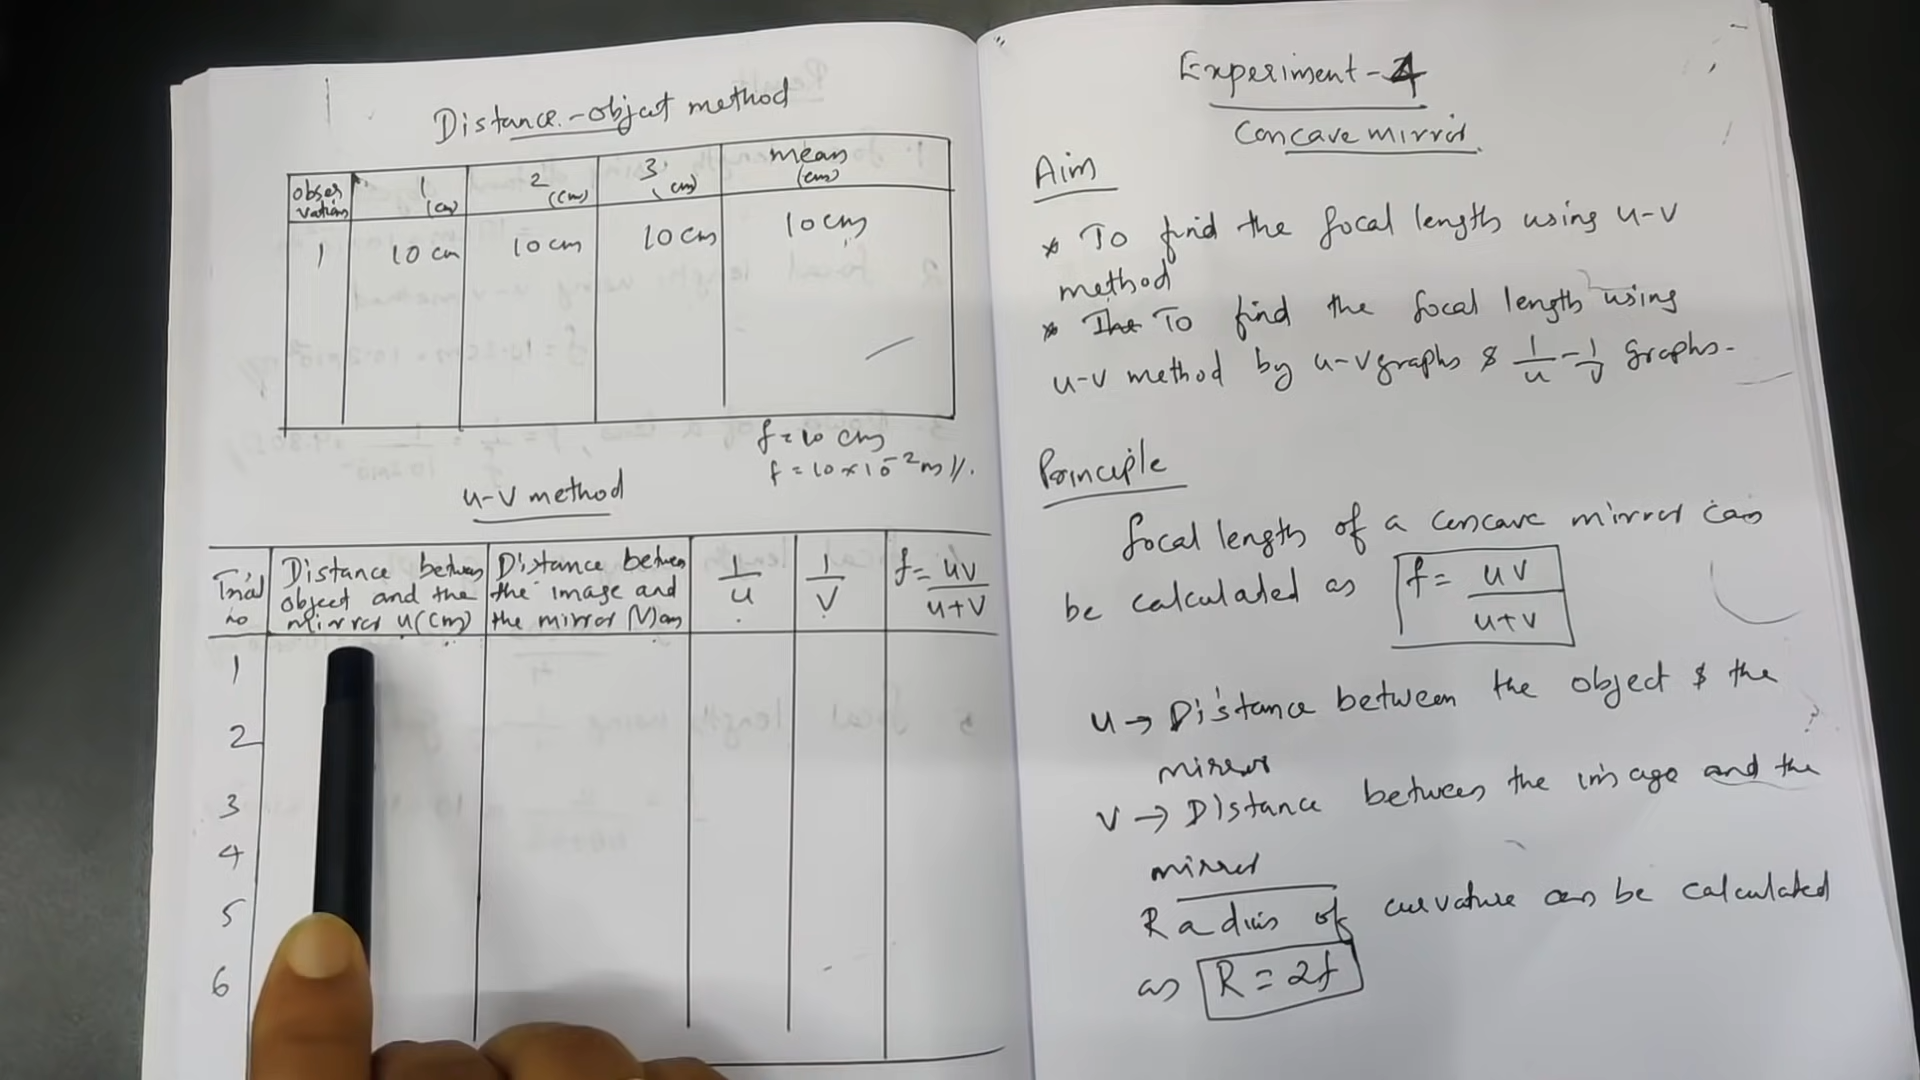 Distance-object method
obser vations 1 (cm) 2 (cm) 3. (cm) mean (cm)
1 10 cm 10 cm 10 cm 10 cm
f = 10 cm
f = 10 × 10⁻² m //.
u-v method
Trial no Distance between object and the mirror u(cm) Distance between the image and the mirror (V) cm 1/u 1/v f = uv/u+v
1
2
3
4
5
6
Experiment-4
Concave mirror
Aim
* To find the focal length using u-v
method
* To find the focal length using
u-v method by u-v graphs & 1/u - 1/v graphs.
Principle
focal length of a concave mirror can
be calculated as f = uv/u+v
u → Distance between the object & the
mirror
v → Distance between the image and the
mirror
Radius of curvature can be calculated
as R = 2f